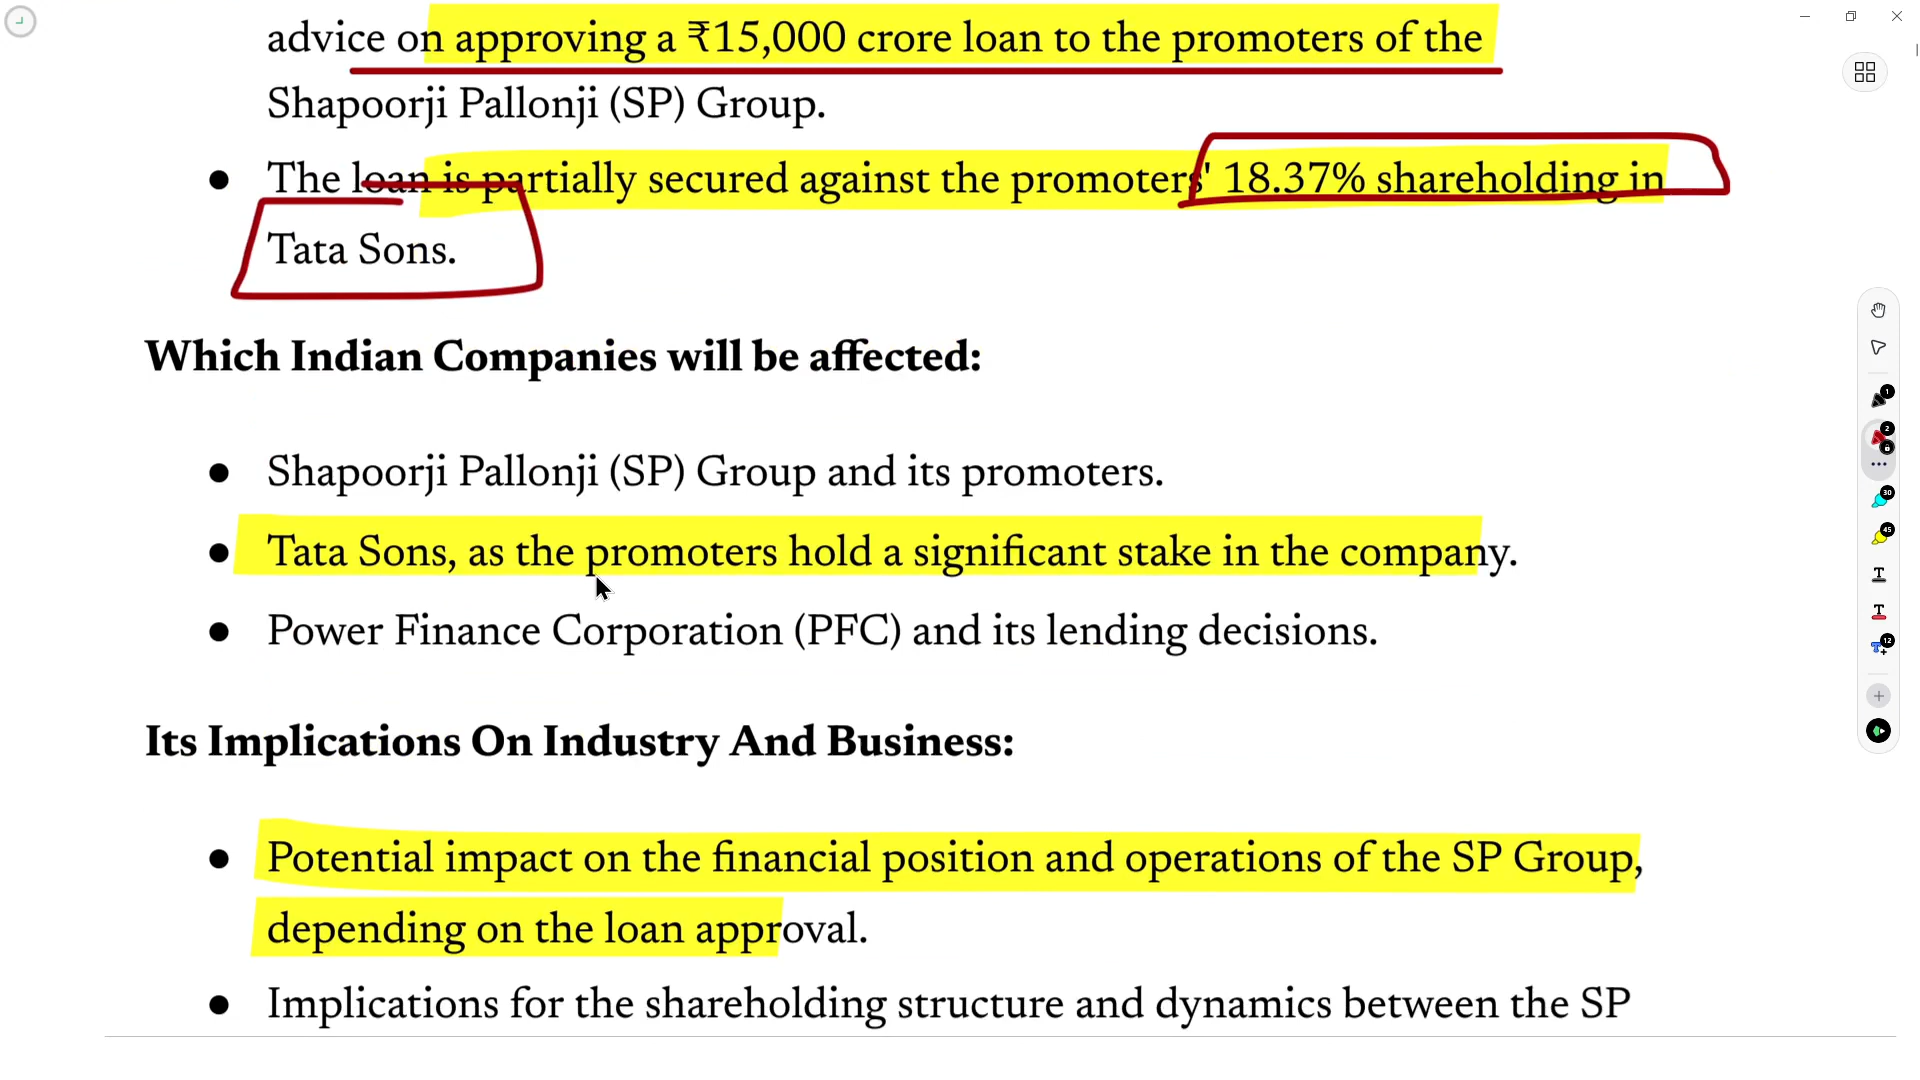 advice on approving a ₹15,000 crore loan to the promoters of the
Shapoorji Pallonji (SP) Group.
● The loan is partially secured against the promoters' 18.37% shareholding in
Tata Sons.
Which Indian Companies will be affected:
● Shapoorji Pallonji (SP) Group and its promoters.
● Tata Sons, as the promoters hold a significant stake in the company.
● Power Finance Corporation (PFC) and its lending decisions.
Its Implications On Industry And Business:
● Potential impact on the financial position and operations of the SP Group,
depending on the loan approval.
● Implications for the shareholding structure and dynamics between the SP
1
2
30
45
T
T
12